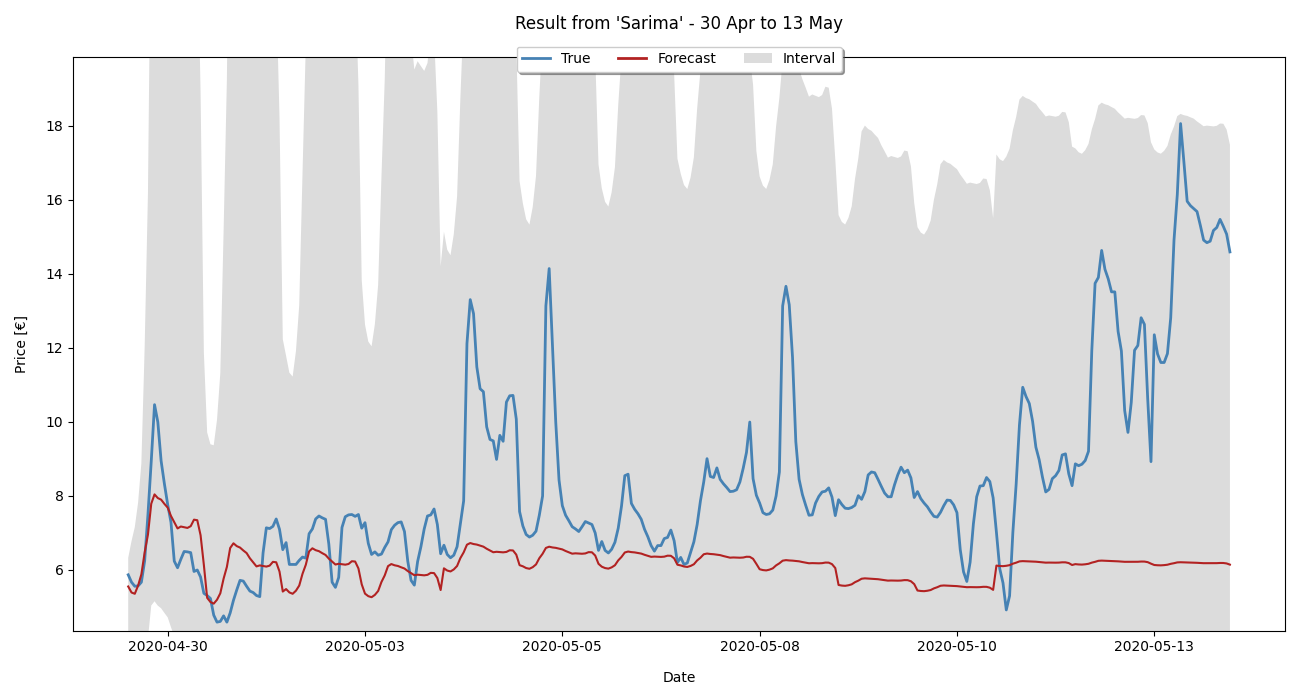 Result from 'Sarima' - 30 Apr to 13 May
True Forecast Interval
18
16
14
12
10
8
6
Price [€]
2020-04-30 2020-05-03 2020-05-05 2020-05-08 2020-05-10 2020-05-13
Date